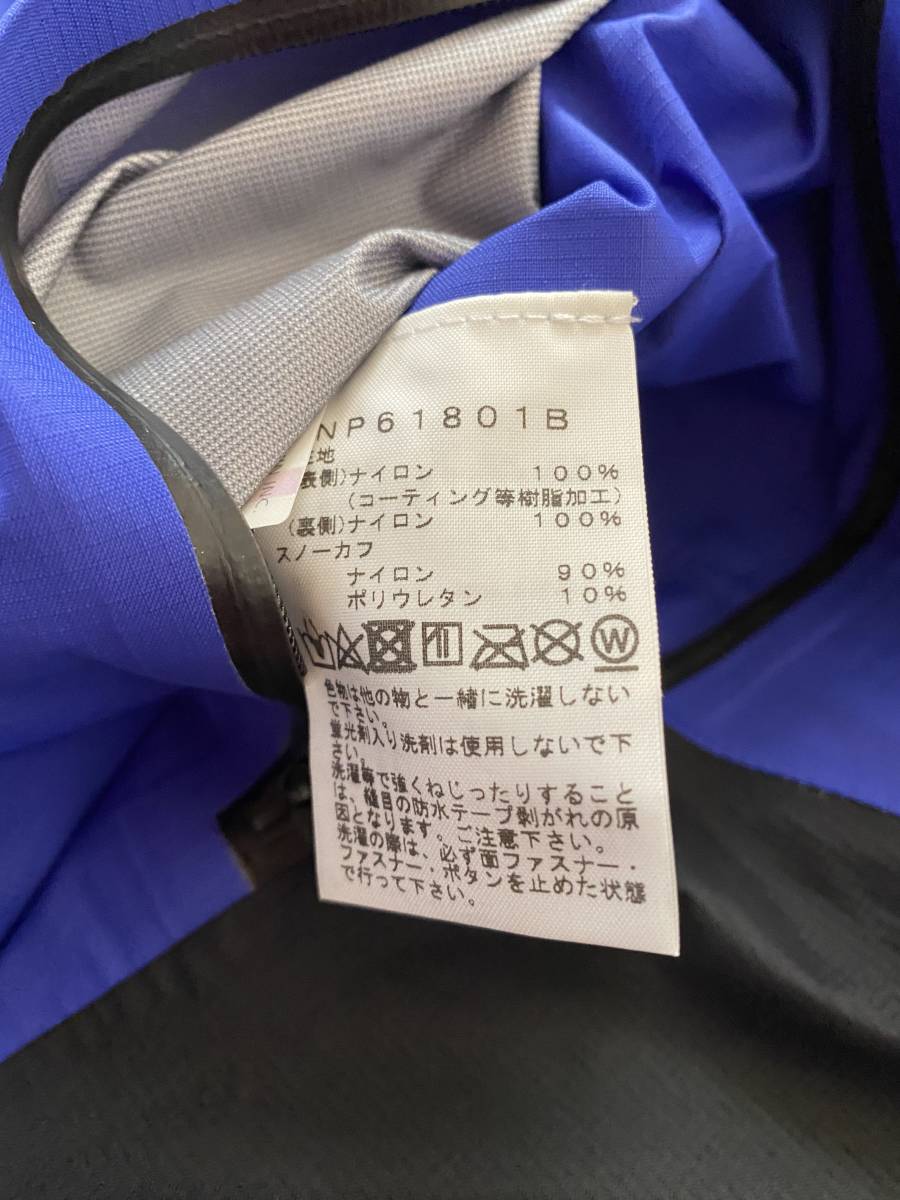 NP61801B
生地
(表側)ナイロン 100%
(コーティング等樹脂加工)
(裏側)ナイロン 100%
スノーカフ
ナイロン 90%
ポリウレタン 10%
W
色物は他の物と一緒に洗濯しない
で下さい。
蛍光剤入り洗剤は使用しないで下
さい。
洗濯等で強くねじったりすること
は、縫目の防水テープ剥がれの原
因となります。ご注意下さい。
洗濯の際は、必ず面ファスナー・
ファスナー・ボタンを止めた状態
で行って下さい。